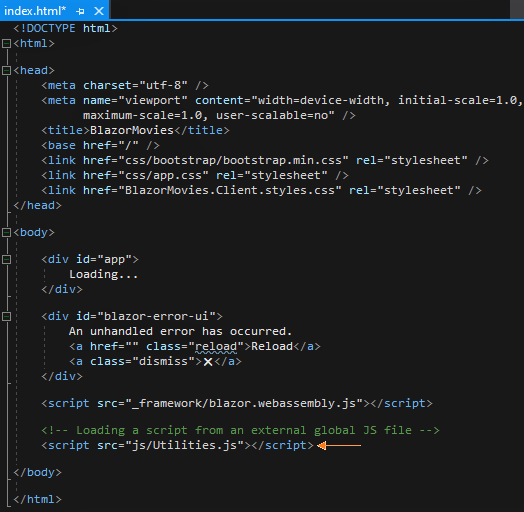 index.html*
<!DOCTYPE html>
<html>
<head>
<meta charset="utf-8" />
<meta name="viewport" content="width=device-width, initial-scale=1.0,
maximum-scale=1.0, user-scalable=no" />
<title>BlazorMovies</title>
<base href="/" />
<link href="css/bootstrap/bootstrap.min.css" rel="stylesheet" />
<link href="css/app.css" rel="stylesheet" />
<link href="BlazorMovies.Client.styles.css" rel="stylesheet" />
</head>
<body>
<div id="app">
Loading...
</div>
<div id="blazor-error-ui">
An unhandled error has occurred.
<a href="" class="reload">Reload</a>
<a class="dismiss">🗙</a>
</div>
<script src="_framework/blazor.webassembly.js"></script>
<!-- Loading a script from an external global JS file -->
<script src="js/Utilities.js"></script>
</body>
</html>